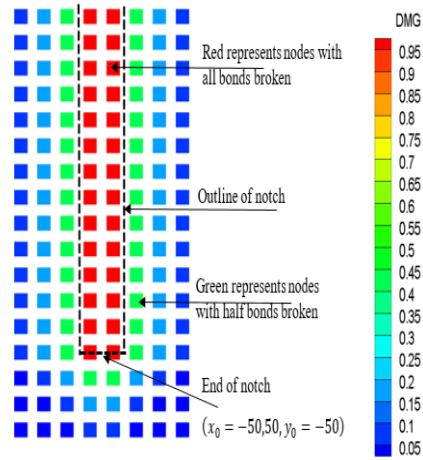 DMG
Red represents nodes with
all bonds broken
Outline of notch
Green represents nodes
with half bonds broken
End of notch
(x₀ = −50,50, y₀ = −50)
0.95
0.9
0.85
0.8
0.75
0.7
0.65
0.6
0.55
0.5
0.45
0.4
0.35
0.3
0.25
0.2
0.15
0.1
0.05